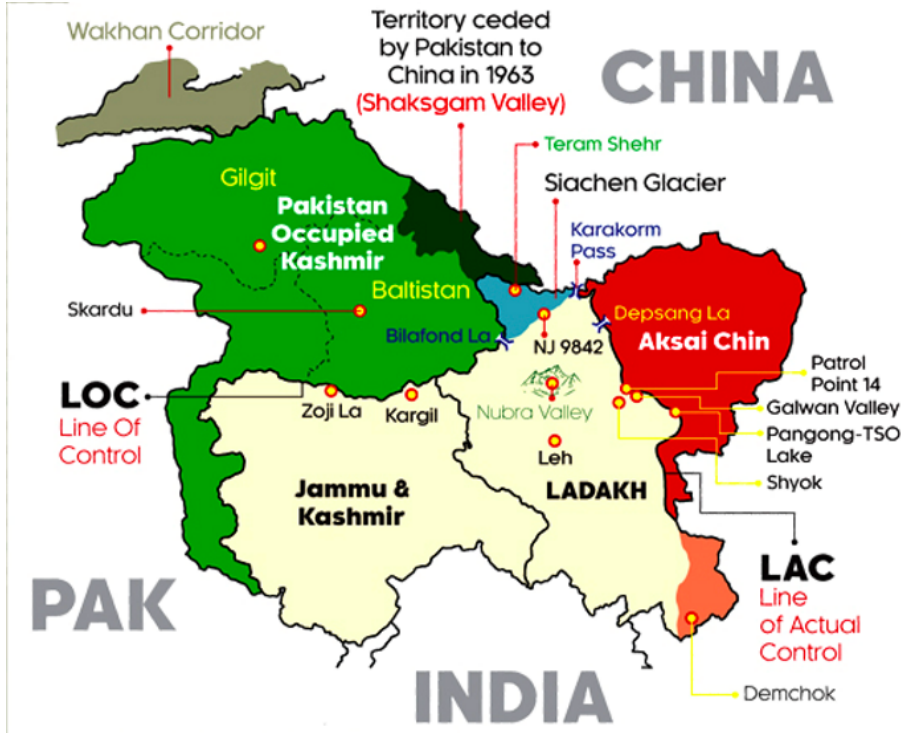 Wakhan Corridor
Territory ceded
by Pakistan to
China in 1963
(Shaksgam Valley)
CHINA
Teram Shehr
Siachen Glacier
Gilgit
Pakistan
Occupied
Kashmir
Karakorm
Pass
Baltistan
Skardu
Bilafond La
Depsang La
NJ 9842
Aksai Chin
Patrol
Point 14
LOC
Line Of
Control
Zoji La
Kargil
Nubra Valley
Galwan Valley
Pangong-TSO
Lake
Leh
Shyok
Jammu &
Kashmir
LADAKH
LAC
Line
of Actual
Control
PAK
INDIA
Demchok